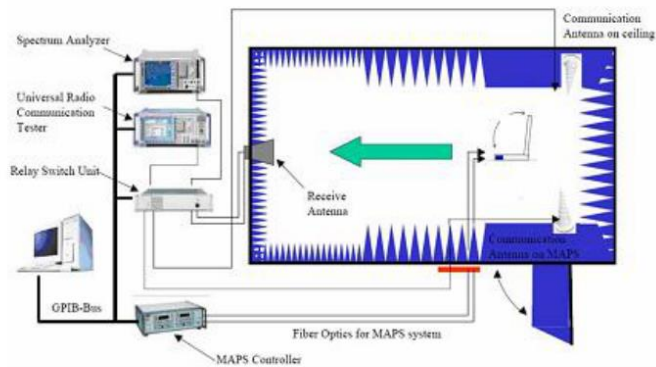 Communication
Antenna on ceiling
Spectrum Analyzer
Universal Radio
Communication
Tester
Relay Switch Unit
Receive
Antenna
Communication
Antenna on MAPS
GPIB-Bus
Fiber Optics for MAPS system
MAPS Controller